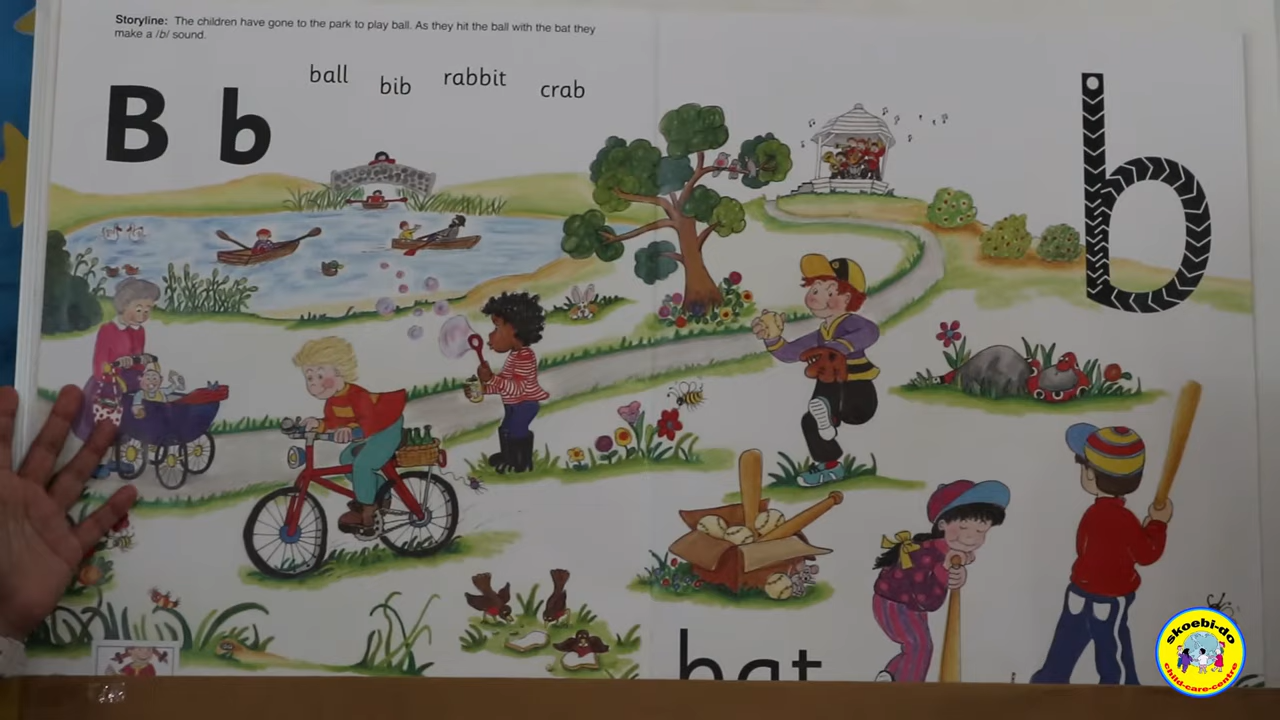 Storyline: The children have gone to the park to play ball. As they hit the ball with the bat they
make a /b/ sound.
B b
ball bib rabbit crab
b
bat
skoebi-do
child-care-centre